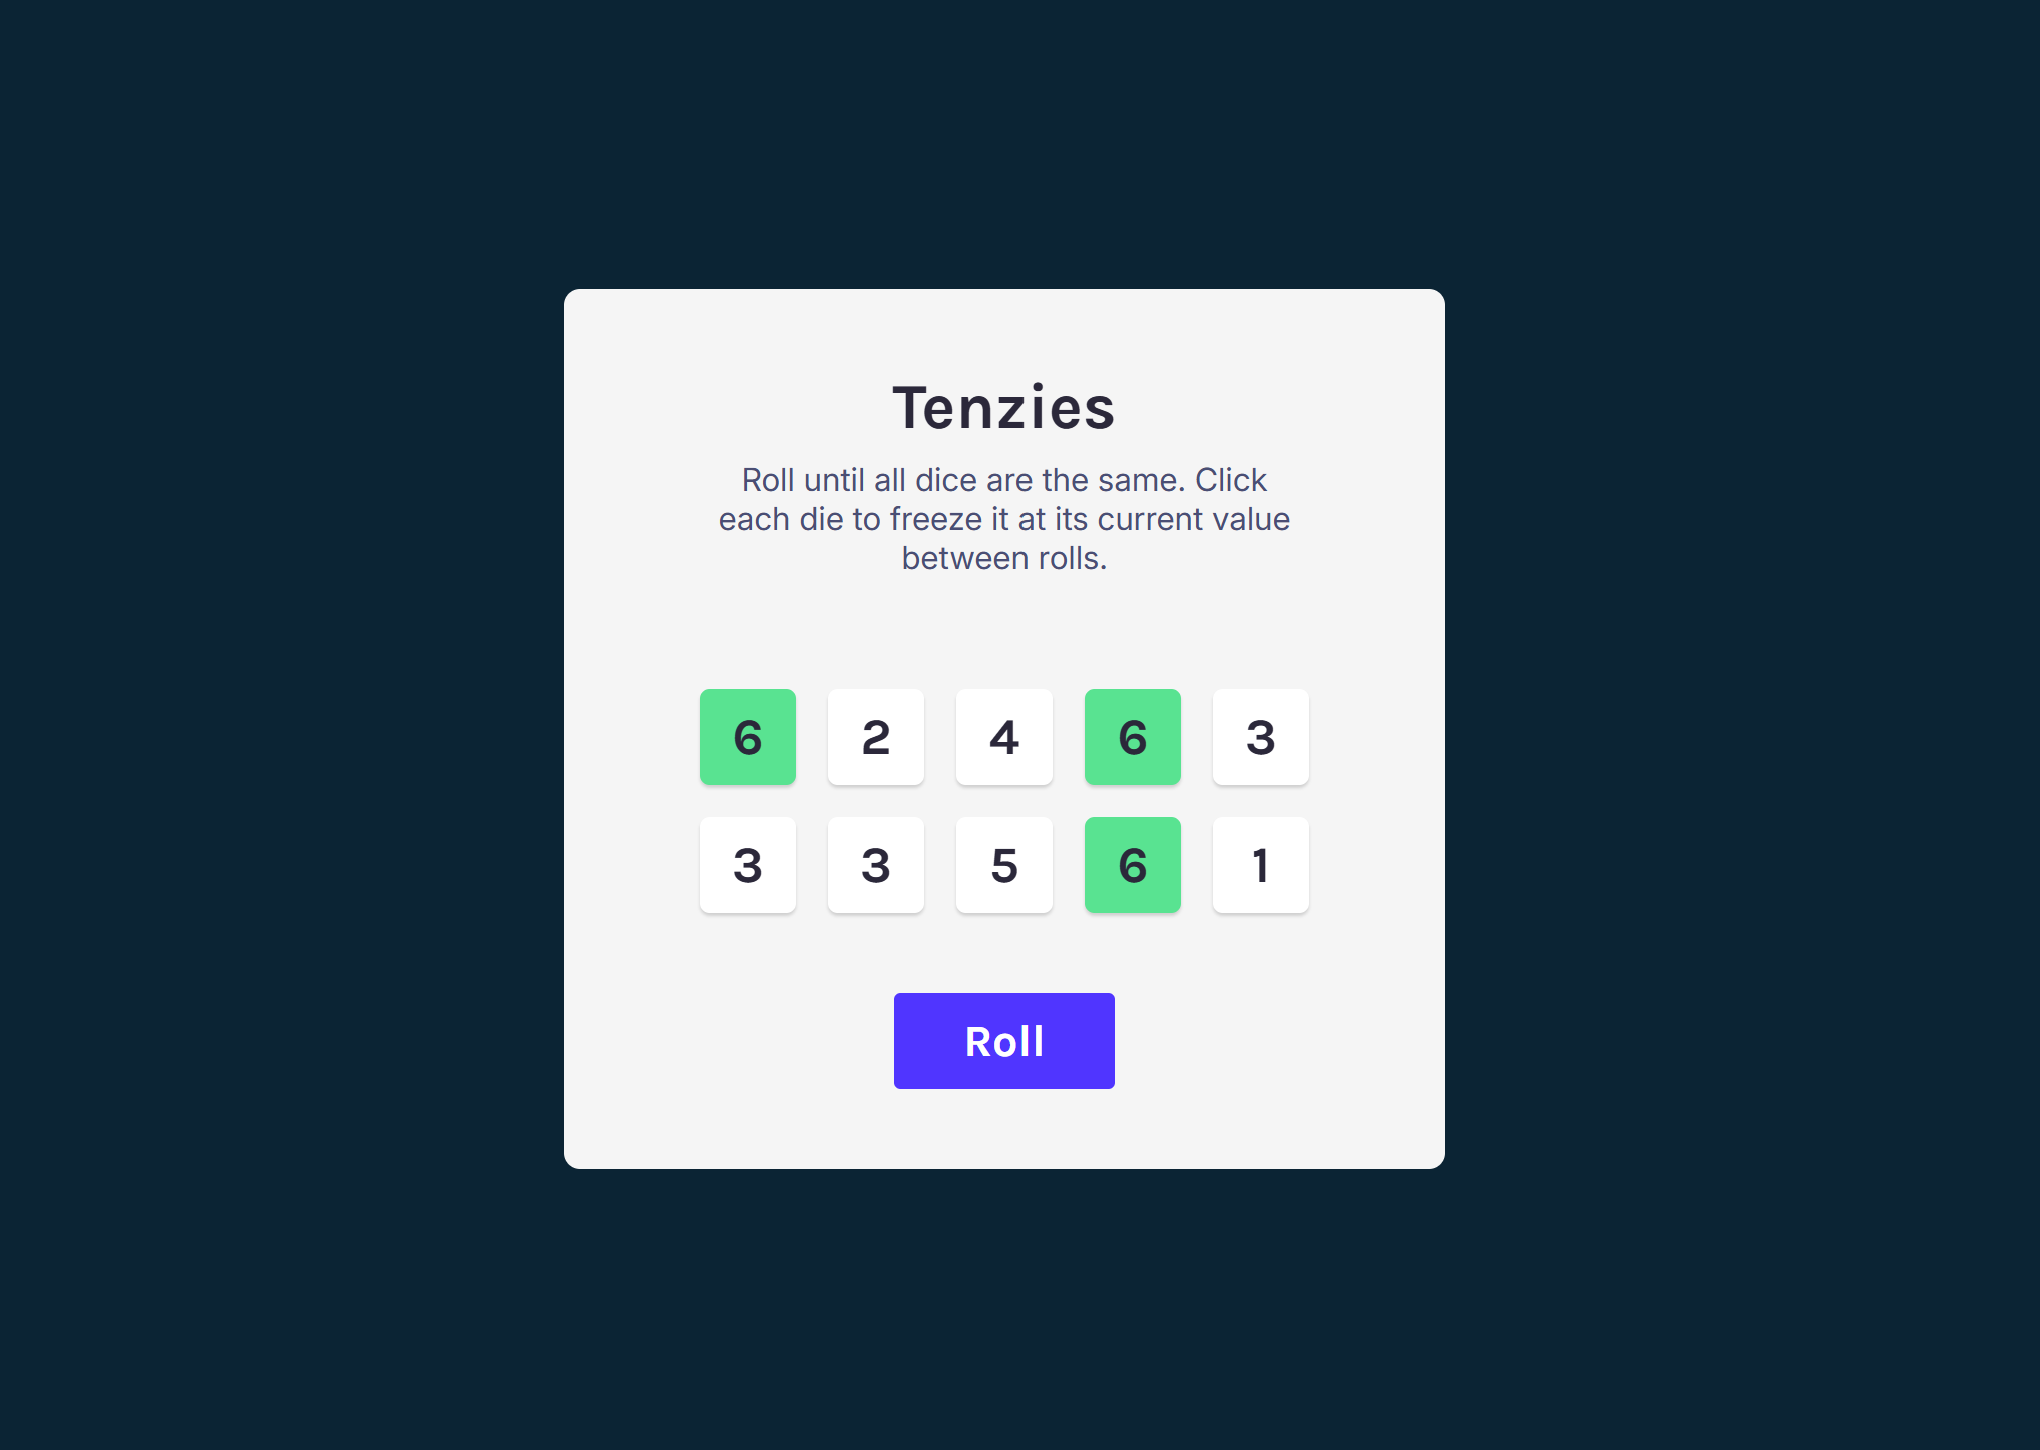 Tenzies
Roll until all dice are the same. Click
each die to freeze it at its current value
between rolls.
6 2 4 6 3
3 3 5 6 1
Roll